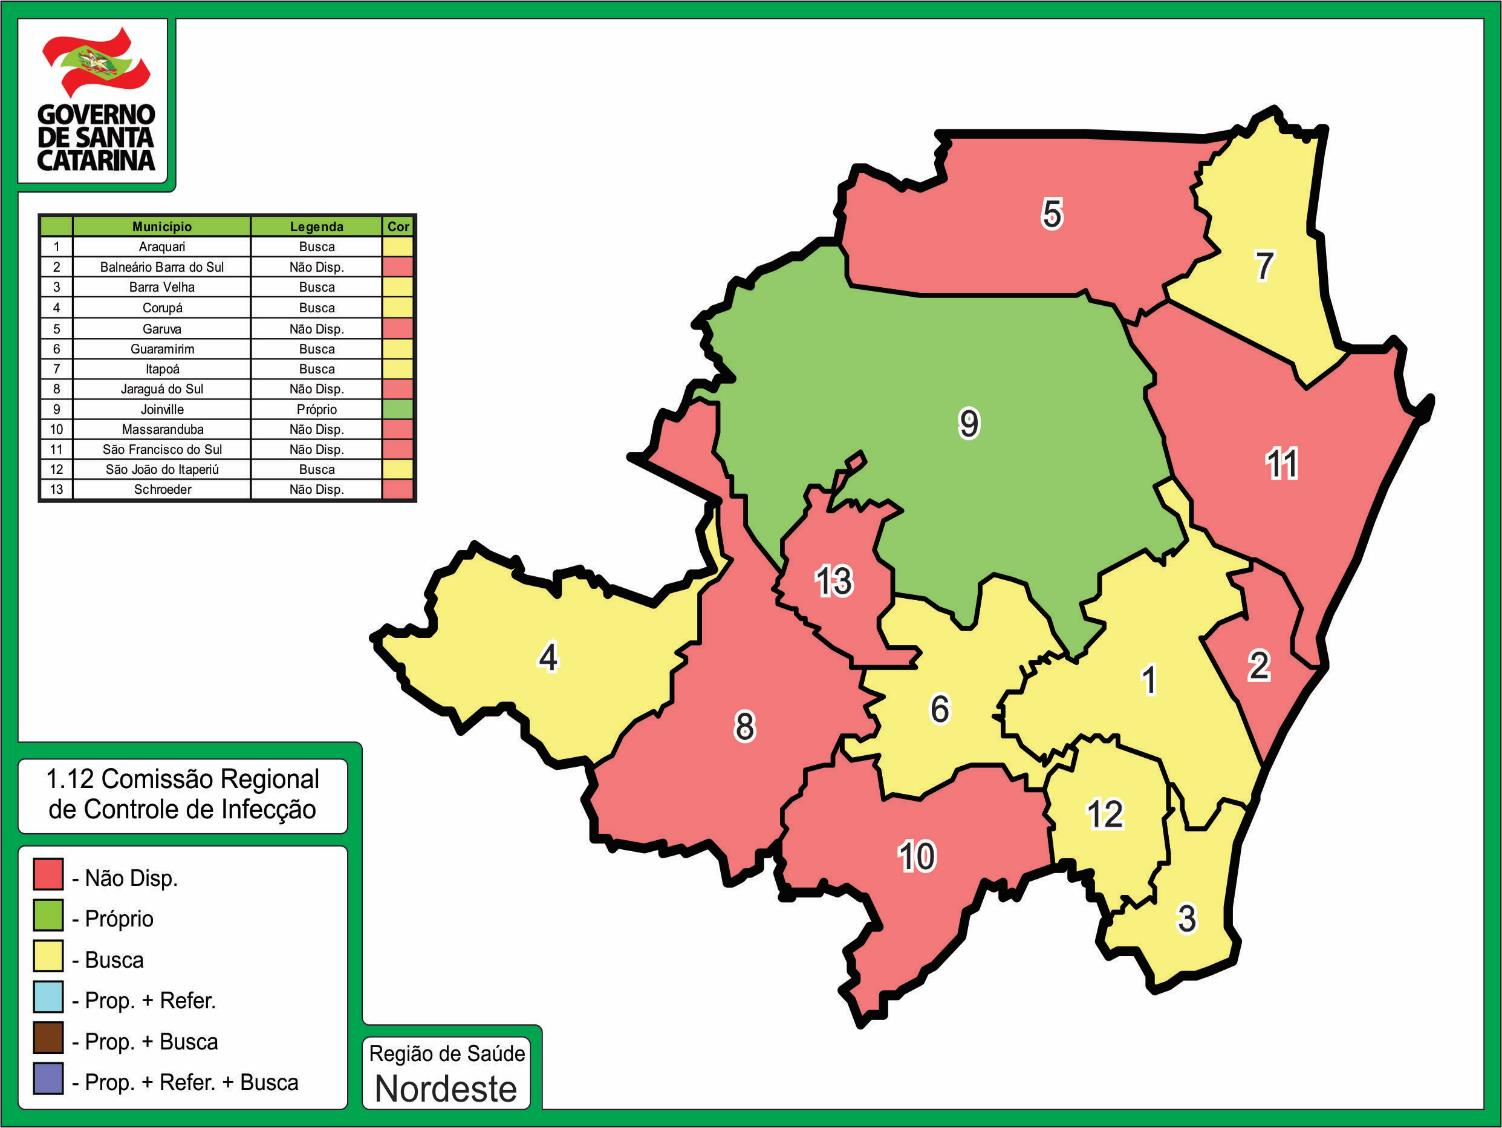 GOVERNO
DE SANTA
CATARINA
Município Legenda Cor
1 Araquari Busca
2 Balneário Barra do Sul Não Disp.
3 Barra Velha Busca
4 Corupá Busca
5 Garuva Não Disp.
6 Guaramirim Busca
7 Itapoá Busca
8 Jaraguá do Sul Não Disp.
9 Joinville Próprio
10 Massaranduba Não Disp.
11 São Francisco do Sul Não Disp.
12 São João do Itaperiú Busca
13 Schroeder Não Disp.
5
7
9
11
13
4
2
1
6
8
12
10
3
1.12 Comissão Regional
de Controle de Infecção
- Não Disp.
- Próprio
- Busca
- Prop. + Refer.
- Prop. + Busca
- Prop. + Refer. + Busca
Região de Saúde
Nordeste